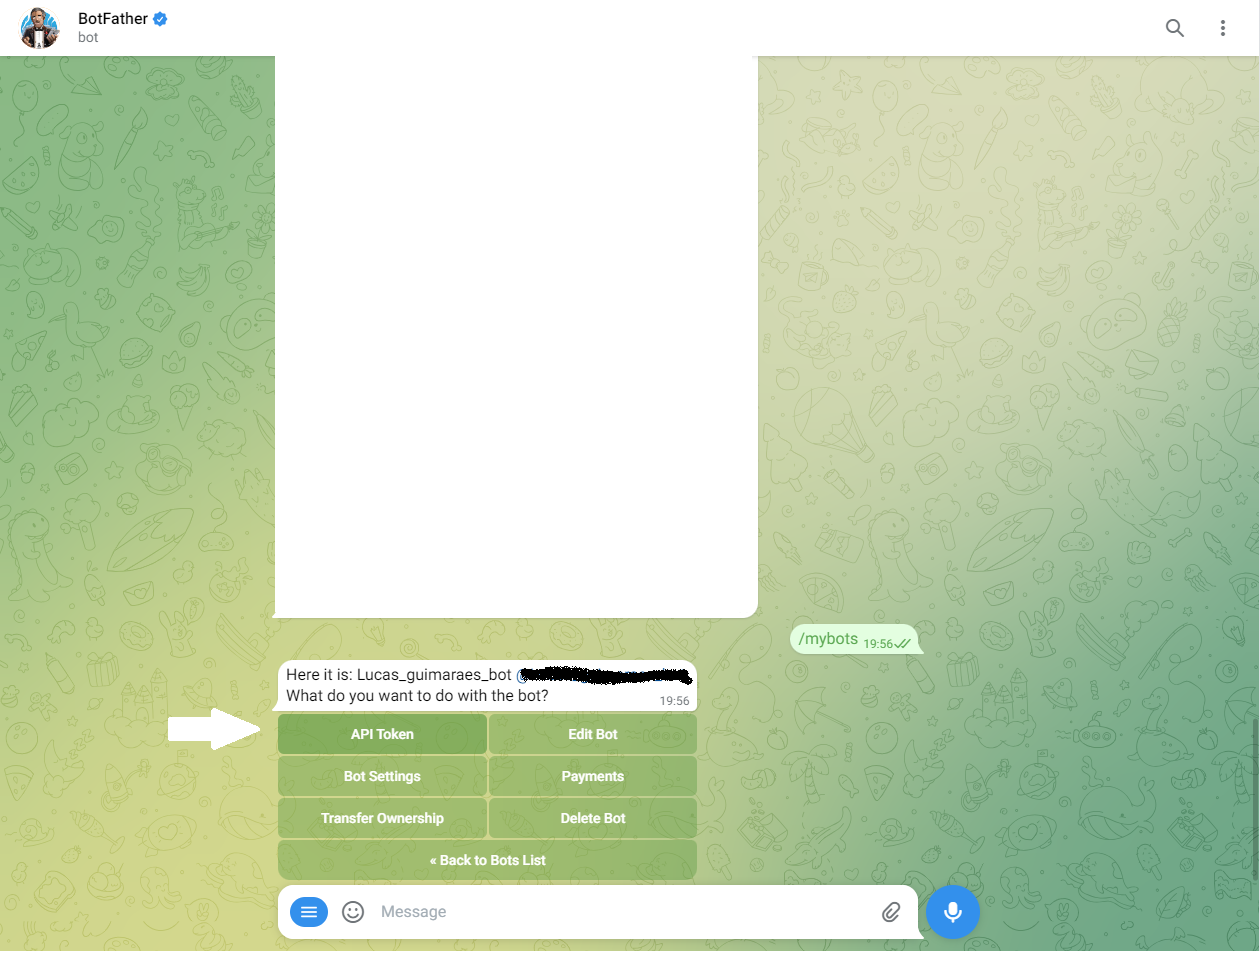 BotFather
bot
/mybots 19:56
Here it is: Lucas_guimaraes_bot
What do you want to do with the bot?
19:56
API Token
Edit Bot
Bot Settings
Payments
Transfer Ownership
Delete Bot
« Back to Bots List
Message